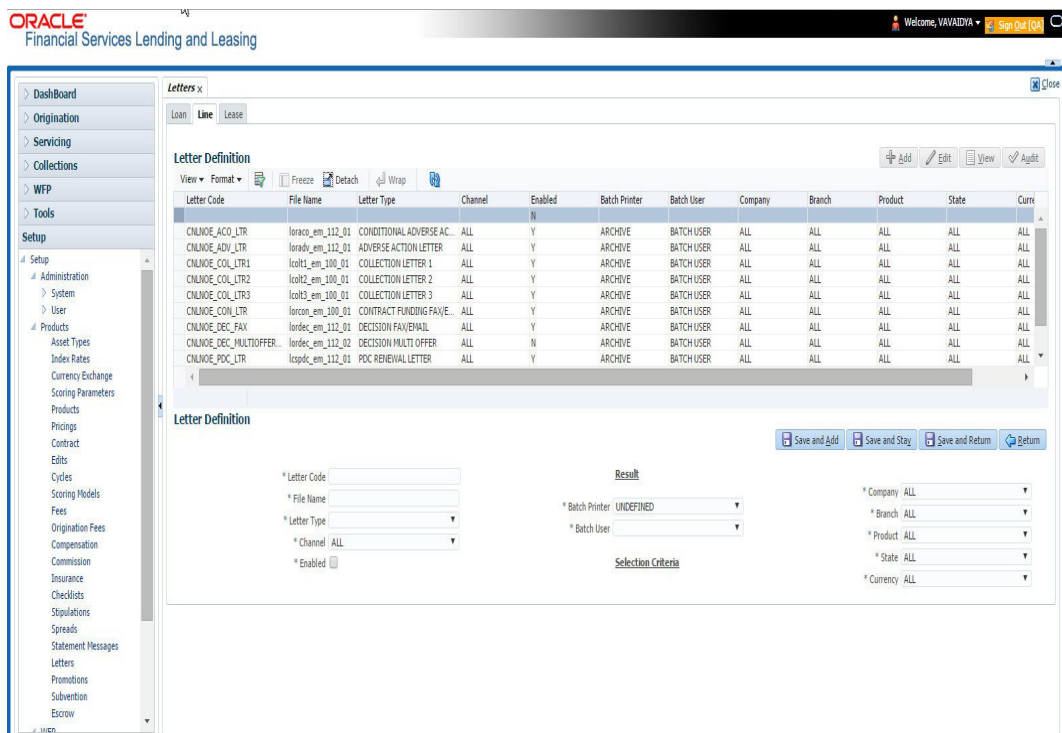 ORACLE'
Financial Services Lending and Leasing
Welcome, VAVAIDYA
Sign Out [QA]
DashBoard
Origination
Servicing
Collections
WFP
Tools
Setup
Setup
Administration
System
User
Products
Asset Types
Index Rates
Currency Exchange
Scoring Parameters
Products
Pricings
Contract
Edits
Cycles
Scoring Models
Fees
Origination Fees
Compensation
Commission
Insurance
Checklists
Stipulations
Spreads
Statement Messages
Letters
Promotions
Subvention
Escrow
WFP
Letters x
Close
Loan Line Lease
Letter Definition
Add Edit View Audit
View Format Freeze Detach Wrap
Letter Code File Name Letter Type Channel Enabled Batch Printer Batch User Company Branch Product State Curre
N
CNLNOE_ACO_LTR loraco_em_112_01 CONDITIONAL ADVERSE AC... ALL Y ARCHIVE BATCH USER ALL ALL ALL ALL ALL
CNLNOE_ADV_LTR loradv_em_112_01 ADVERSE ACTION LETTER ALL Y ARCHIVE BATCH USER ALL ALL ALL ALL ALL
CNLNOE_COL_LTR1 lcolt1_em_100_01 COLLECTION LETTER 1 ALL Y ARCHIVE BATCH USER ALL ALL ALL ALL ALL
CNLNOE_COL_LTR2 lcolt2_em_100_01 COLLECTION LETTER 2 ALL Y ARCHIVE BATCH USER ALL ALL ALL ALL ALL
CNLNOE_COL_LTR3 lcolt3_em_100_01 COLLECTION LETTER 3 ALL Y ARCHIVE BATCH USER ALL ALL ALL ALL ALL
CNLNOE_CON_LTR lorcon_em_100_01 CONTRACT FUNDING FAX/E... ALL Y ARCHIVE BATCH USER ALL ALL ALL ALL ALL
CNLNOE_DEC_FAX lordec_em_112_01 DECISION FAX/EMAIL ALL Y ARCHIVE BATCH USER ALL ALL ALL ALL ALL
CNLNOE_DEC_MULTIOFFER... lordec_em_112_02 DECISION MULTI OFFER ALL N ARCHIVE BATCH USER ALL ALL ALL ALL ALL
CNLNOE_PDC_LTR lcspdc_em_112_01 PDC RENEWAL LETTER ALL Y ARCHIVE BATCH USER ALL ALL ALL ALL ALL
Letter Definition
Save and Add Save and Stay Save and Return Return
* Letter Code
* File Name
* Letter Type
* Channel ALL
* Enabled
Result
* Batch Printer UNDEFINED
* Batch User
Selection Criteria
* Company ALL
* Branch ALL
* Product ALL
* State ALL
* Currency ALL